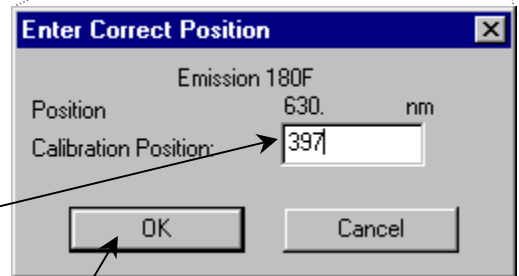 Enter Correct Position
Emission 180F
Position 630. nm
Calibration Position: 397
OK Cancel